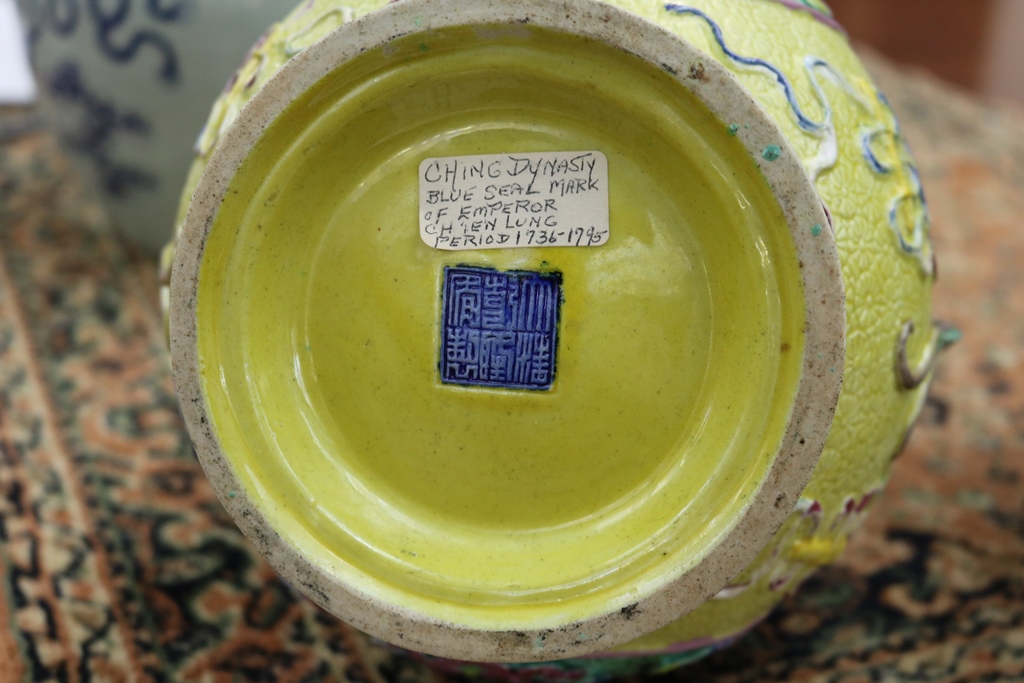 CHING DYNASTY
BLUE SEAL MARK
OF EMPEROR
CH'IEN LUNG
PERIOD 1736-1795
大清
乾隆
年製